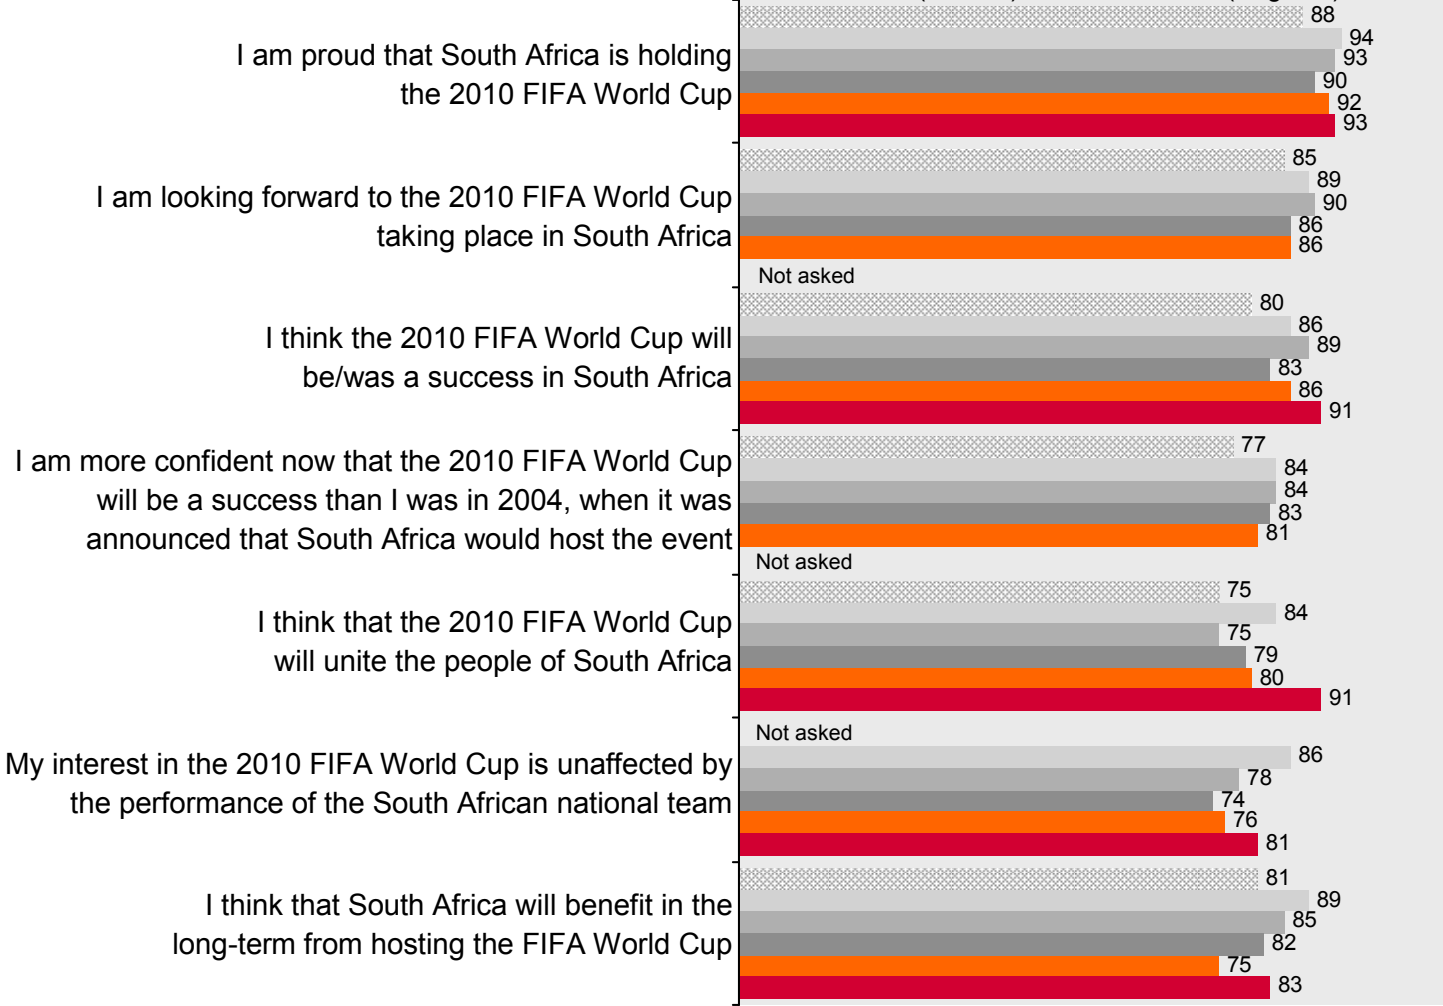 88
I am proud that South Africa is holding
the 2010 FIFA World Cup
94
93
90
92
93
I am looking forward to the 2010 FIFA World Cup
taking place in South Africa
85
89
90
86
86
Not asked
I think the 2010 FIFA World Cup will
be/was a success in South Africa
80
86
89
83
86
91
I am more confident now that the 2010 FIFA World Cup
will be a success than I was in 2004, when it was
announced that South Africa would host the event
77
84
84
83
81
Not asked
I think that the 2010 FIFA World Cup
will unite the people of South Africa
75
84
75
79
80
91
My interest in the 2010 FIFA World Cup is unaffected by
the performance of the South African national team
Not asked
86
78
74
76
81
I think that South Africa will benefit in the
long-term from hosting the FIFA World Cup
81
89
85
82
75
83